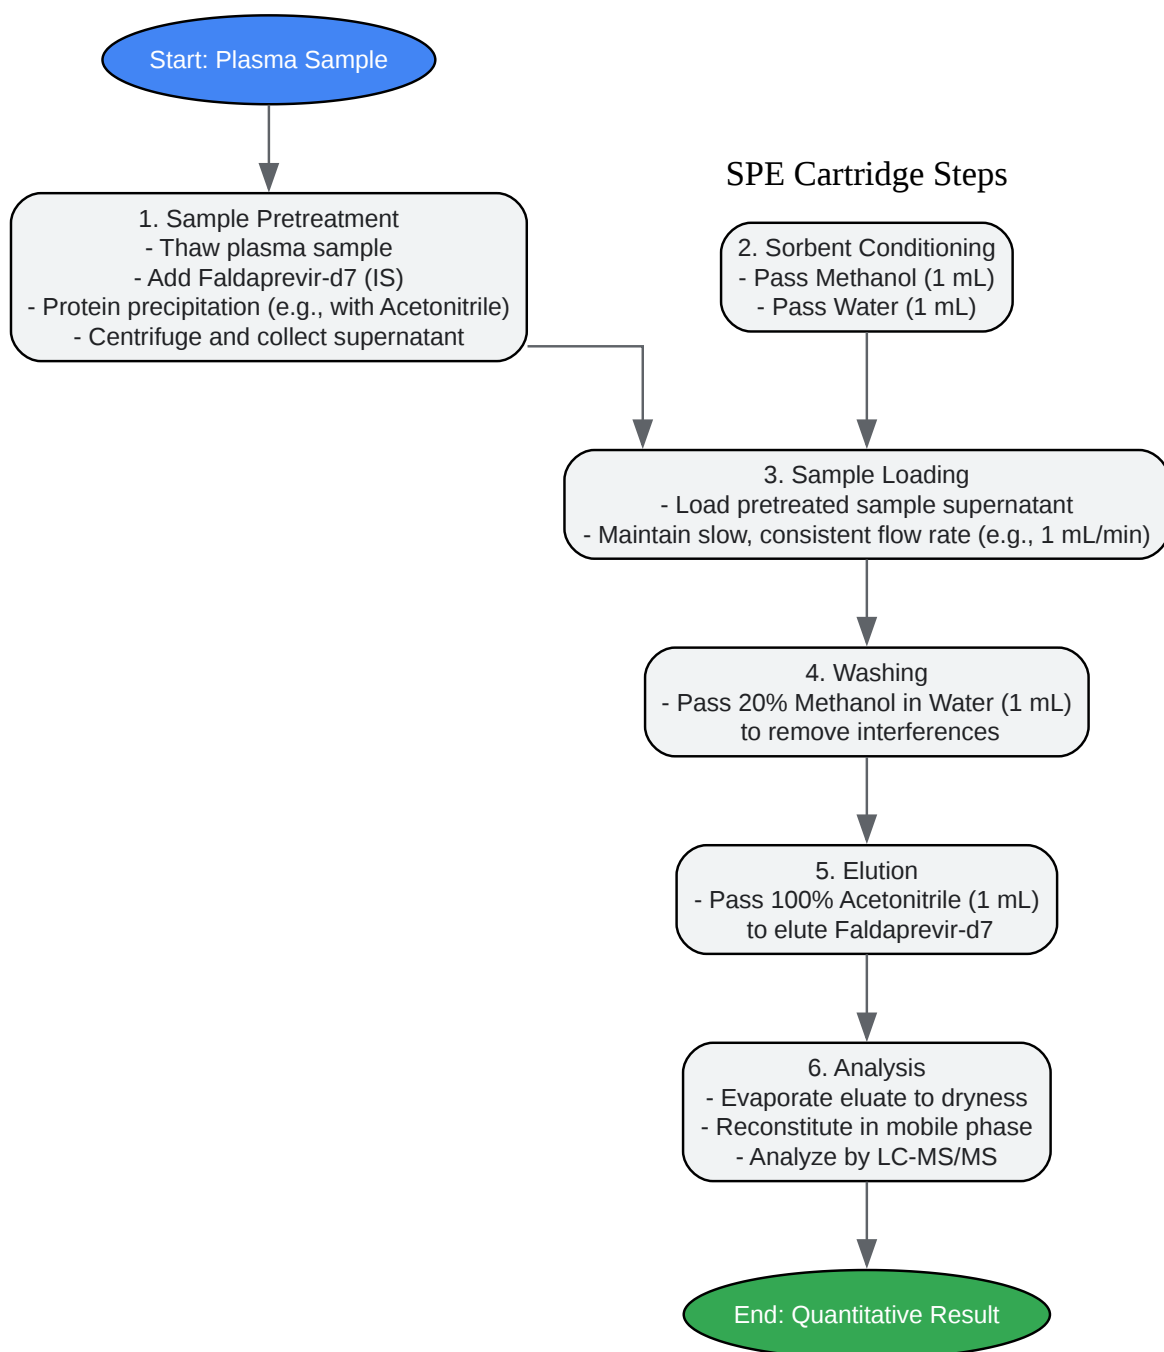 Start: Plasma Sample
1. Sample Pretreatment
- Thaw plasma sample
- Add Faldaprevir-d7 (IS)
- Protein precipitation (e.g., with Acetonitrile)
- Centrifuge and collect supernatant
SPE Cartridge Steps
2. Sorbent Conditioning
- Pass Methanol (1 mL)
- Pass Water (1 mL)
3. Sample Loading
- Load pretreated sample supernatant
- Maintain slow, consistent flow rate (e.g., 1 mL/min)
4. Washing
- Pass 20% Methanol in Water (1 mL)
to remove interferences
5. Elution
- Pass 100% Acetonitrile (1 mL)
to elute Faldaprevir-d7
6. Analysis
- Evaporate eluate to dryness
- Reconstitute in mobile phase
- Analyze by LC-MS/MS
End: Quantitative Result